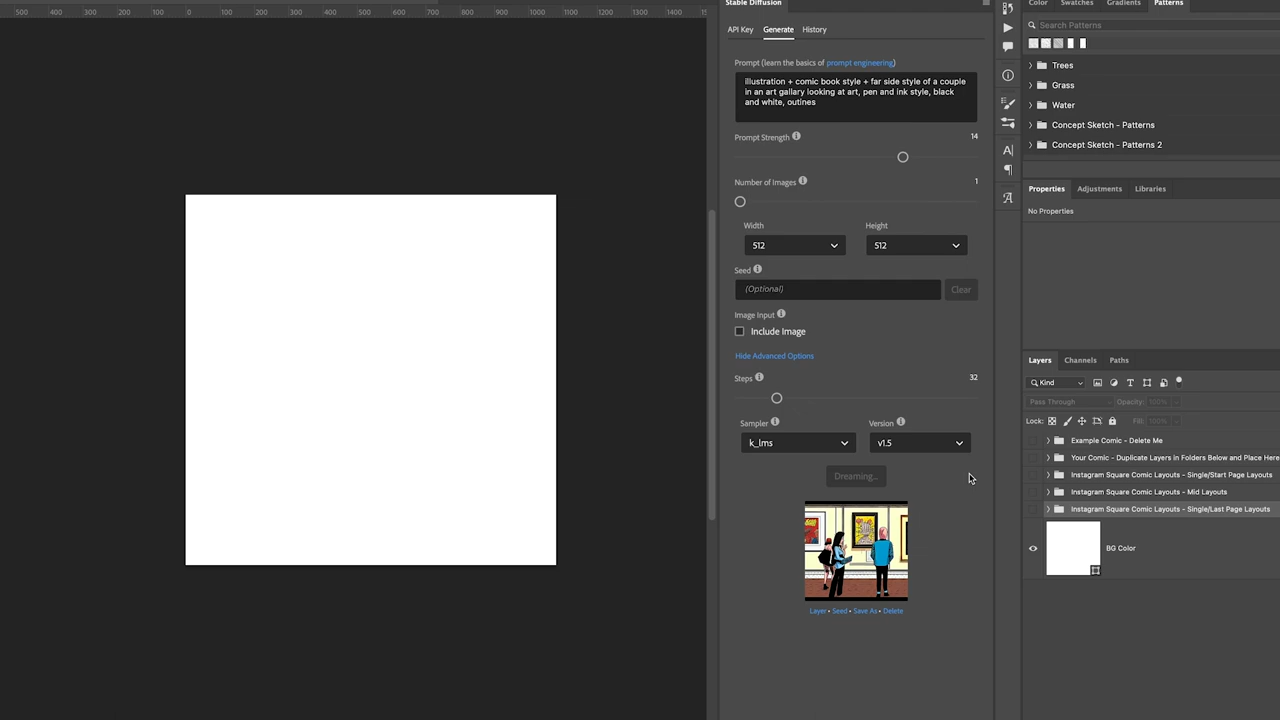 500 400 300 200 100 0 100 200 300 400 500 600 700 800 900 1000 1100 1200 1300 1400
Stable Diffusion
API Key Generate History
Prompt (learn the basics of prompt engineering)
illustration + comic book style + far side style of a couple
in an art gallary looking at art, pen and ink style, black
and white, outines
Prompt Strength 14
Number of Images 1
Width Height
512 512
Seed
(Optional) Clear
Image Input
Include Image
Hide Advanced Options
Steps 32
Sampler Version
k_lms v1.5
Dreaming...
Layer • Seed • Save As • Delete
Color Swatches Gradients Patterns
Search Patterns
Trees
Grass
Water
Concept Sketch - Patterns
Concept Sketch - Patterns 2
Properties Adjustments Libraries
No Properties
Layers Channels Paths
Kind
Pass Through Opacity: 100%
Lock: Fill: 100%
Example Comic - Delete Me
Your Comic - Duplicate Layers in Folders Below and Place Here
Instagram Square Comic Layouts - Single/Start Page Layouts
Instagram Square Comic Layouts - Mid Layouts
Instagram Square Comic Layouts - Single/Last Page Layouts
BG Color